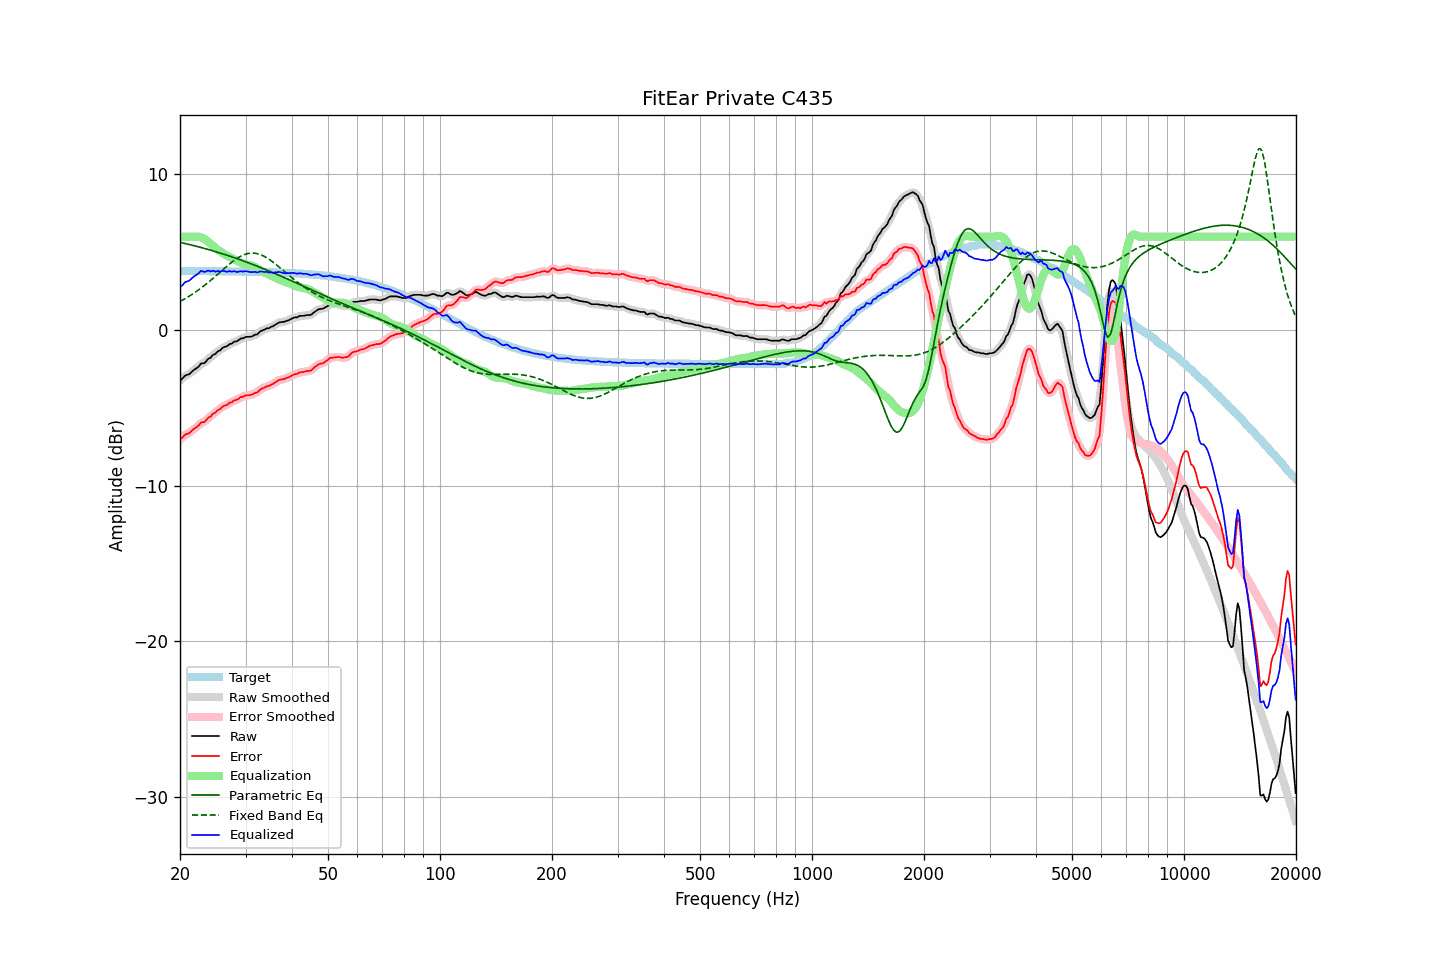 FitEar Private C435
Amplitude (dBr)
10
0
−10
−20
−30
Target
Raw Smoothed
Error Smoothed
Raw
Error
Equalization
Parametric Eq
Fixed Band Eq
Equalized
20 50 100 200 500 1000 2000 5000 10000 20000
Frequency (Hz)